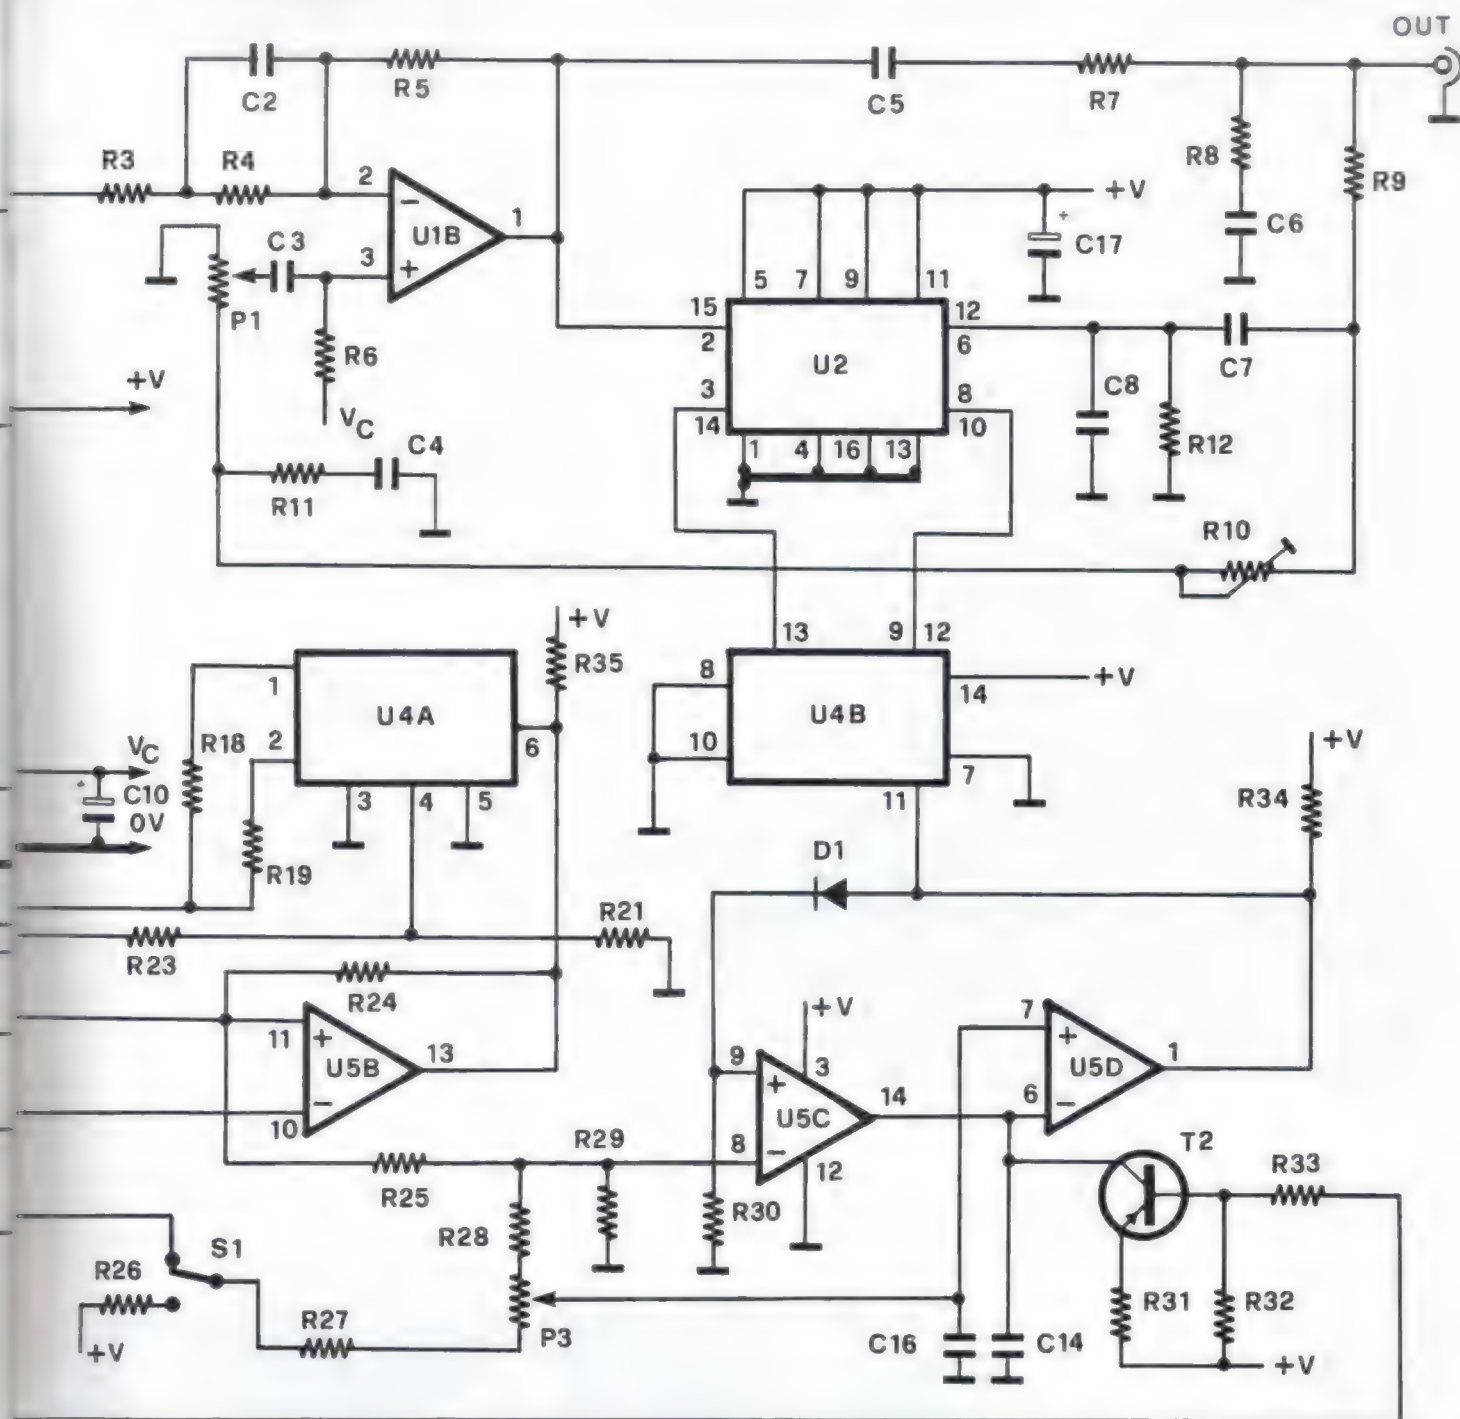 OUT
C2
R5
C5
R7
R3
R4
2
−
U1B
1
3
+
C3
P1
R6
VC
+V
C4
R11
R8
R9
C6
+V
+
C17
5
7
9
11
15
2
12
6
U2
3
14
8
10
1
4
16
13
C7
C8
R12
R10
+V
R35
13
9
12
1
U4A
2
6
3
4
5
R18
R19
VC
+
C10
0V
8
U4B
14
+V
10
7
11
+V
R34
D1
R21
R23
R24
11
+
U5B
13
−
10
+V
9
+
3
U5C
14
8
−
12
7
+
U5D
1
6
−
R29
R25
R30
R28
T2
R33
S1
R26
+V
R27
P3
C16
C14
R31
R32
+V